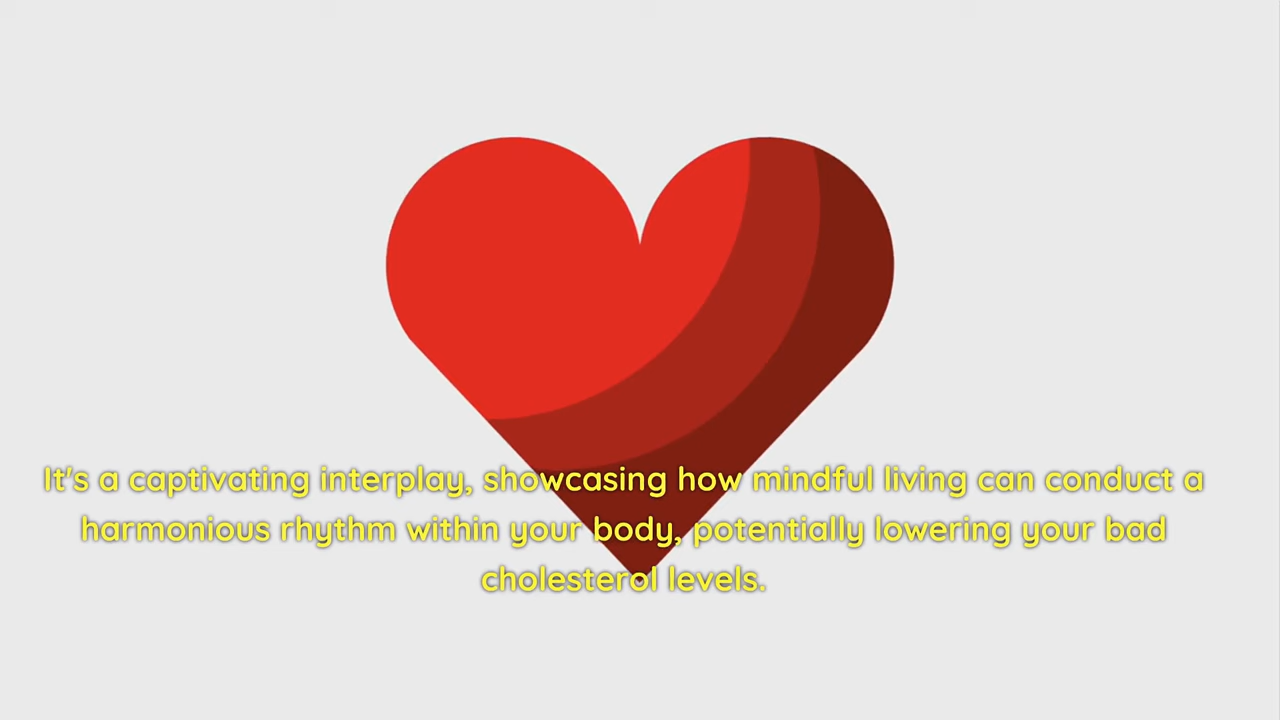 It's a captivating interplay, showcasing how mindful living can conduct a
harmonious rhythm within your body, potentially lowering your bad
cholesterol levels.